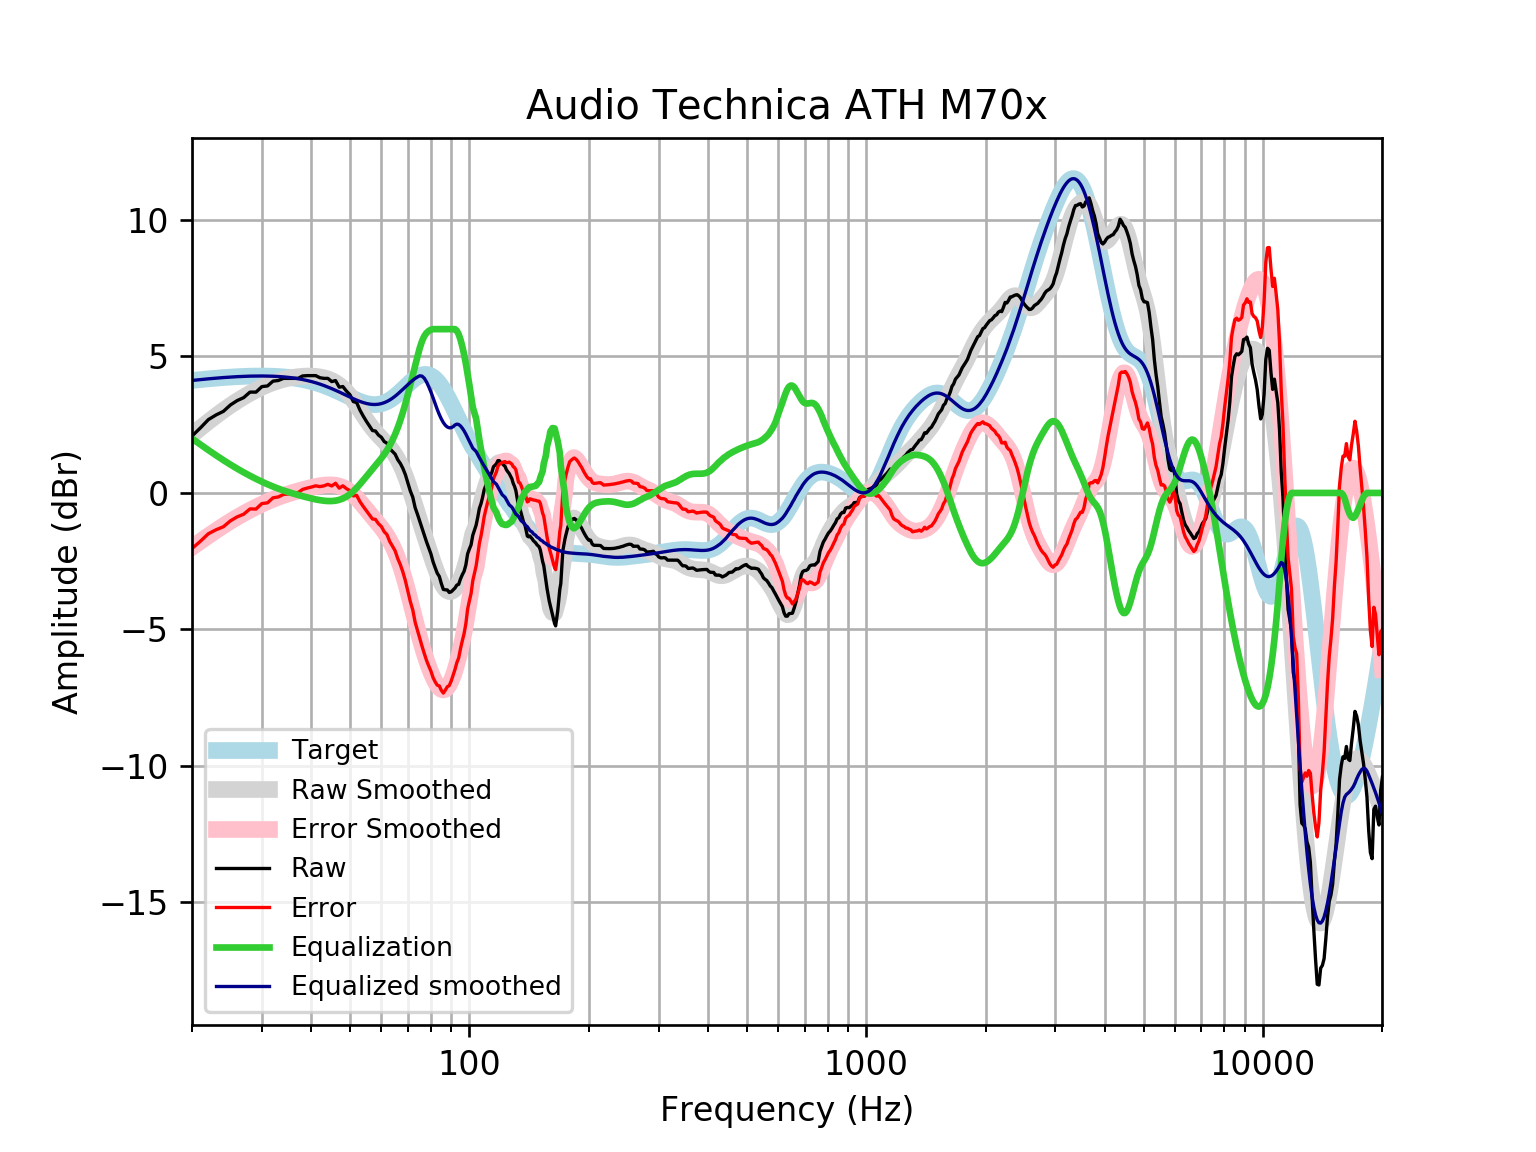 Audio Technica ATH M70x
10
5
0
−5
−10
−15
Amplitude (dBr)
Target
Raw Smoothed
Error Smoothed
Raw
Error
Equalization
Equalized smoothed
100 1000 10000
Frequency (Hz)